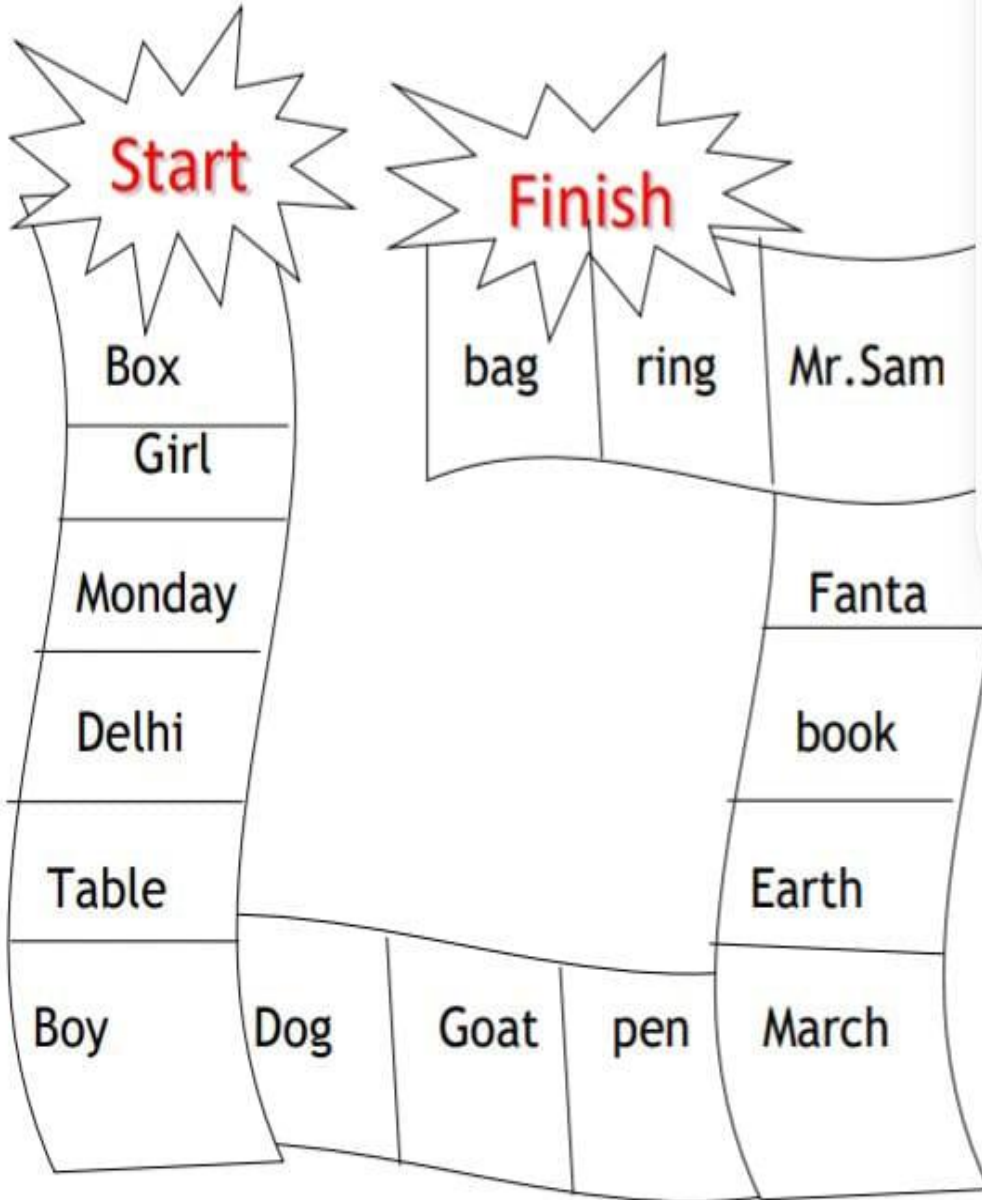 Start
Finish
Box
bag
ring
Mr.Sam
Girl
Monday
Fanta
Delhi
book
Table
Earth
Boy
Dog
Goat
pen
March